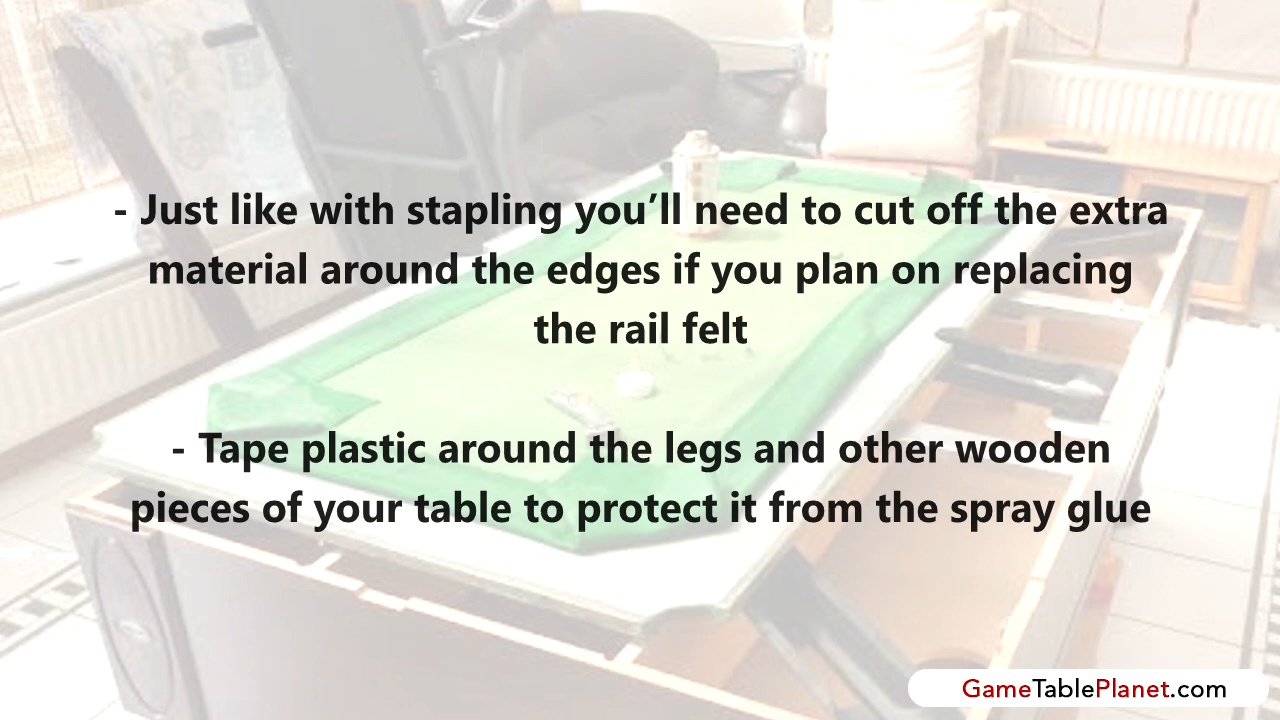 - Just like with stapling you’ll need to cut off the extra
material around the edges if you plan on replacing
the rail felt
- Tape plastic around the legs and other wooden
pieces of your table to protect it from the spray glue
GameTablePlanet.com